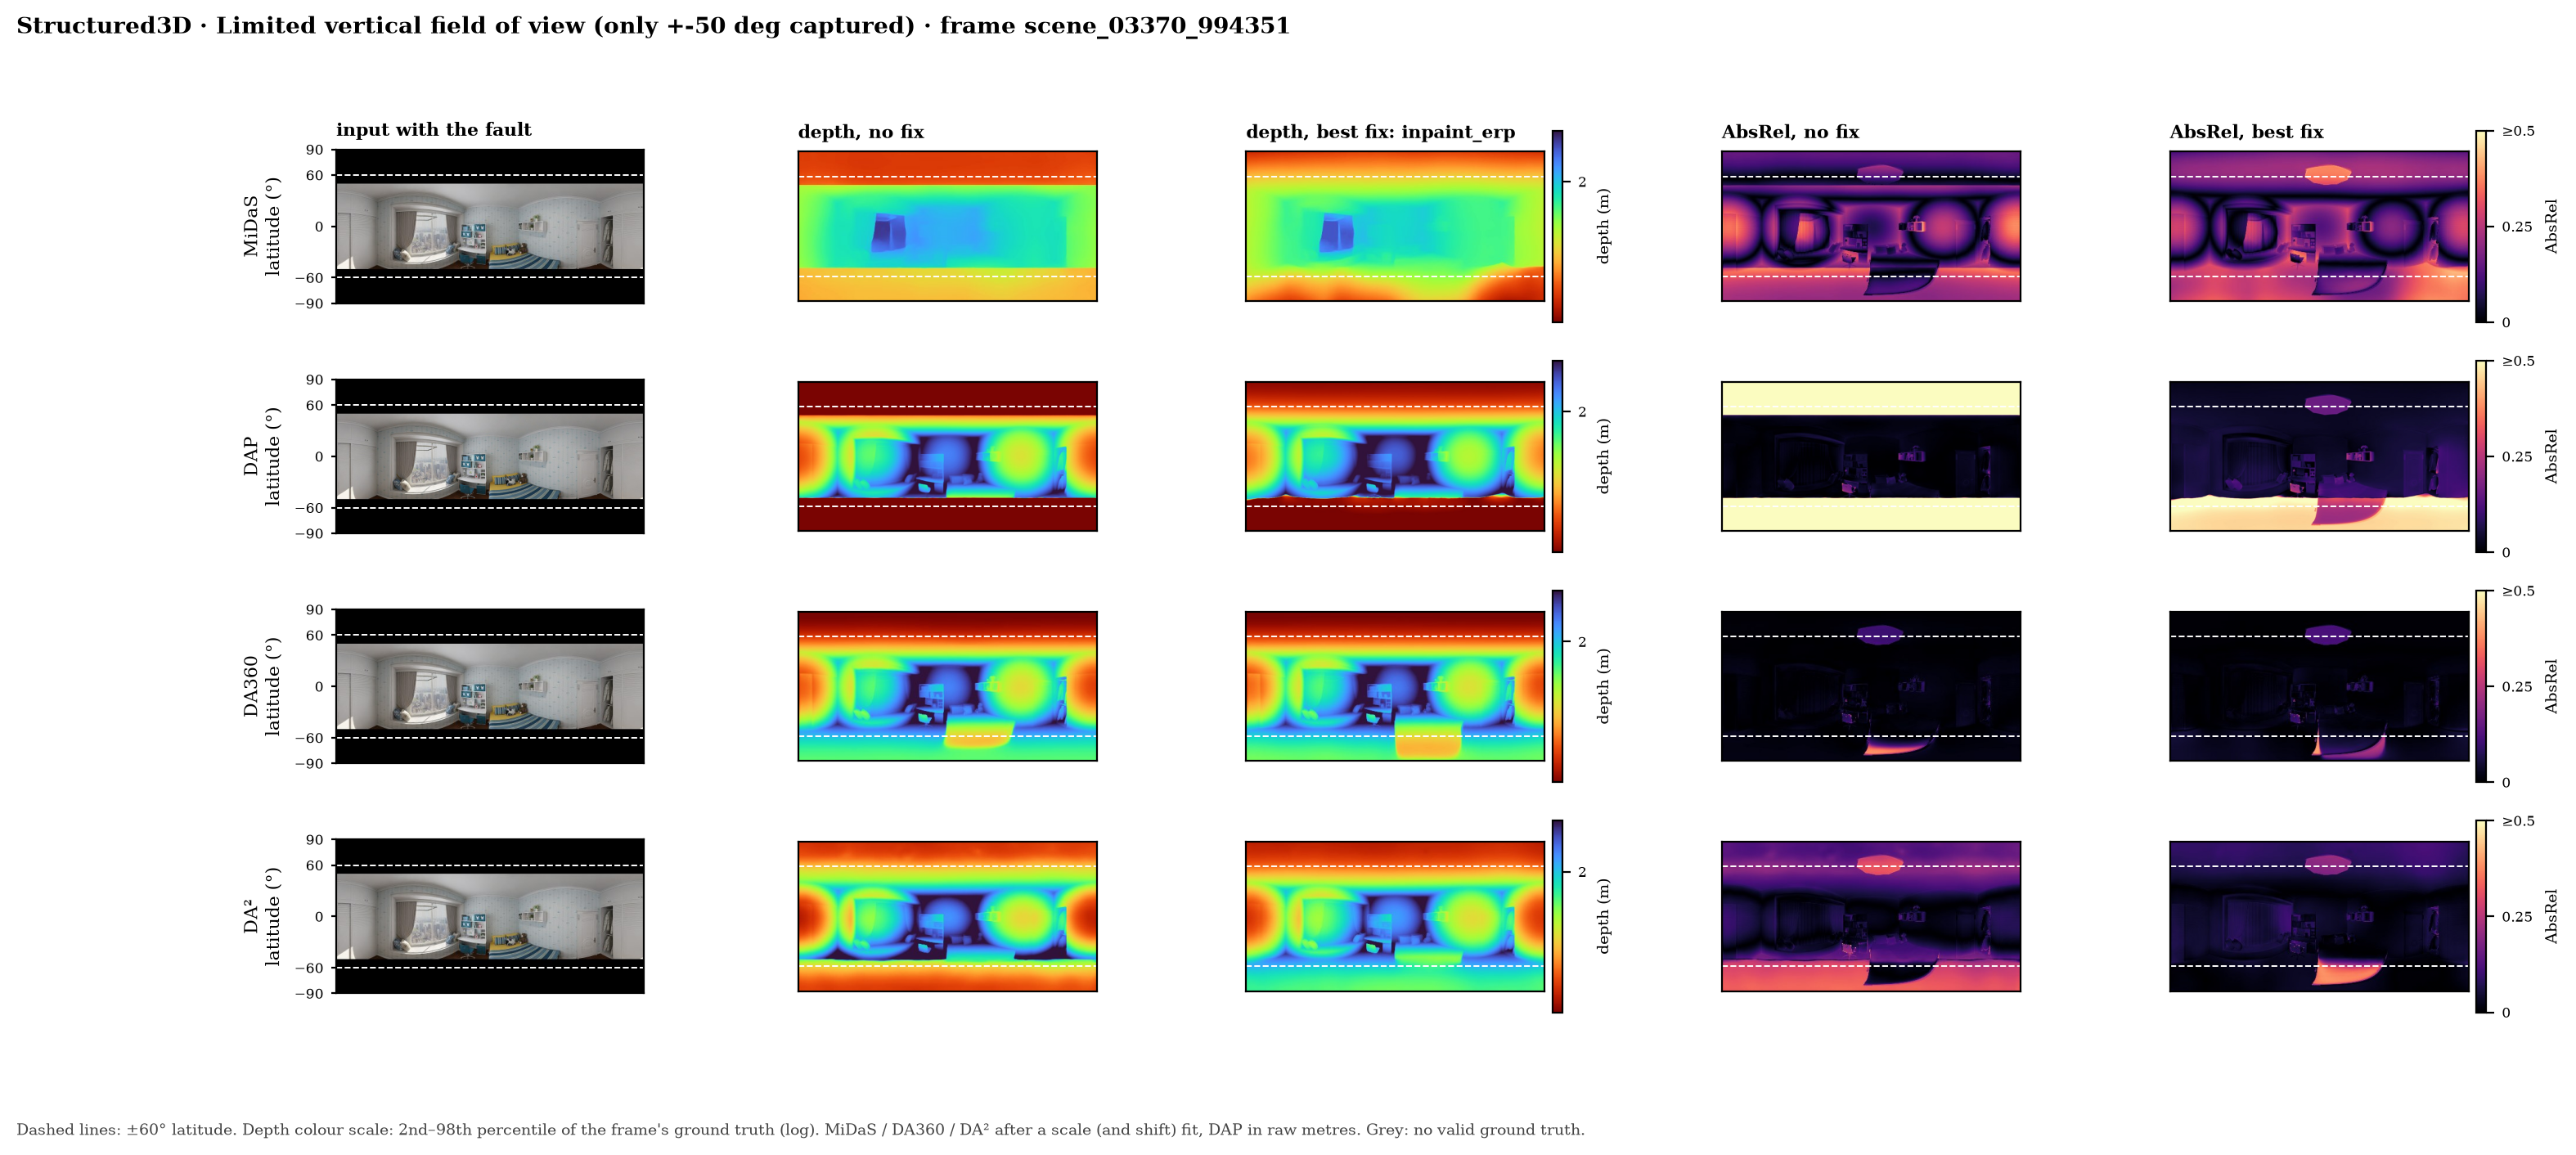 Structured3D · Limited vertical field of view (only +-50 deg captured) · frame scene_03370_994351
input with the fault
depth, no fix
depth, best fix: inpaint_erp
AbsRel, no fix
AbsRel, best fix
MiDaS
latitude (°)
90
60
0
−60
−90
2
depth (m)
≥0.5
0.25
0
AbsRel
DAP
latitude (°)
90
60
0
−60
−90
2
depth (m)
≥0.5
0.25
0
AbsRel
DA360
latitude (°)
90
60
0
−60
−90
2
depth (m)
≥0.5
0.25
0
AbsRel
DA²
latitude (°)
90
60
0
−60
−90
2
depth (m)
≥0.5
0.25
0
AbsRel
Dashed lines: ±60° latitude. Depth colour scale: 2nd–98th percentile of the frame's ground truth (log). MiDaS / DA360 / DA² after a scale (and shift) fit, DAP in raw metres. Grey: no valid ground truth.